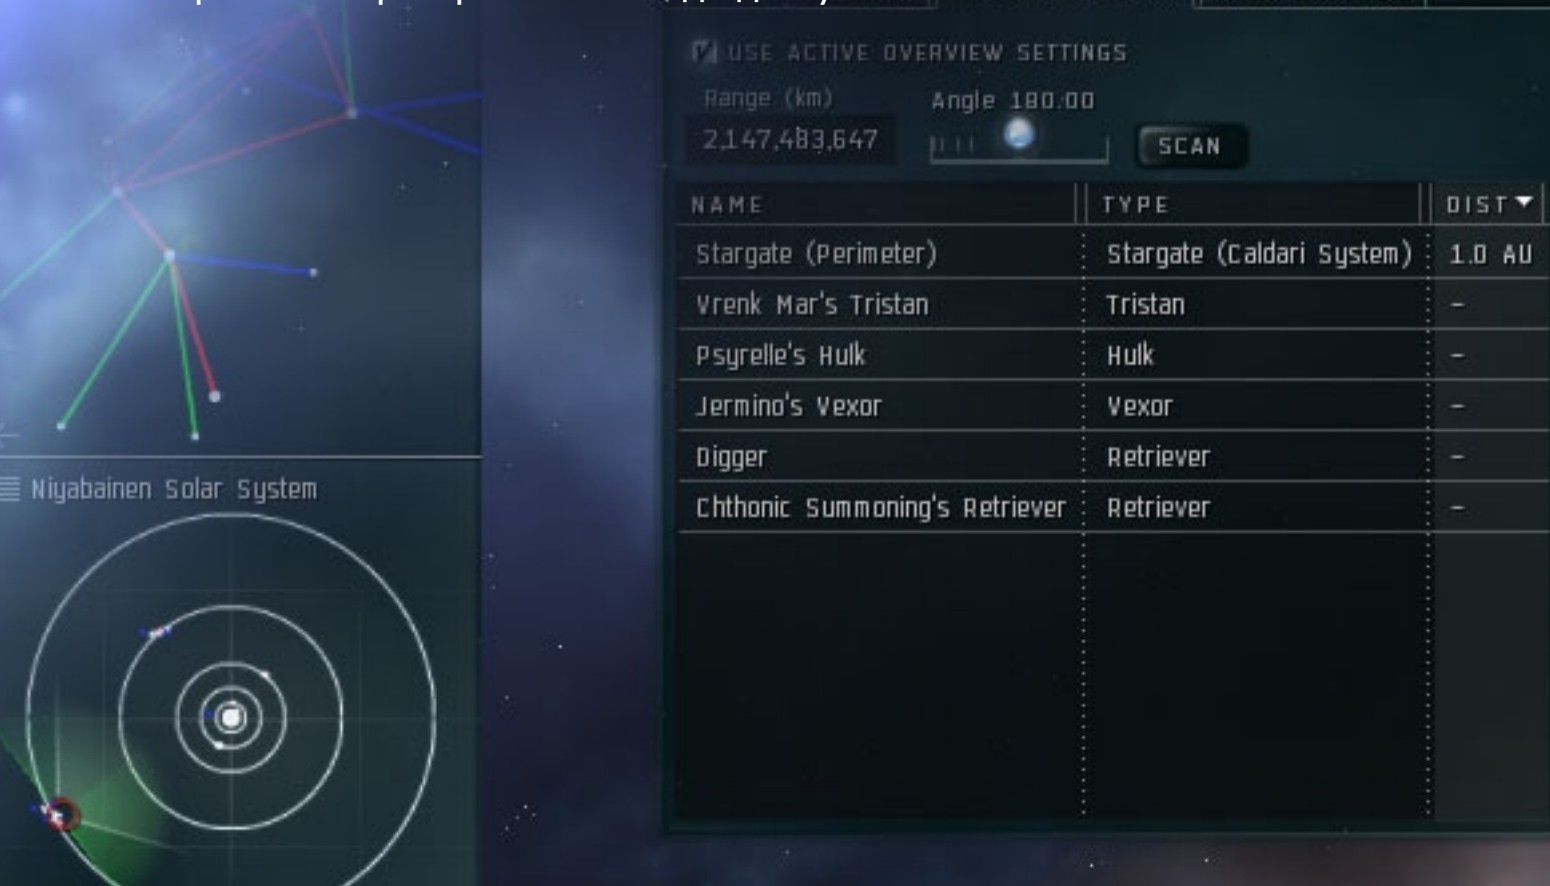 USE ACTIVE OVERVIEW SETTINGS
Range (km)
Angle 180.00
2,147,483,647
SCAN
NAME TYPE DIST
Stargate (Perimeter) Stargate (Caldari System) 1.0 AU
Vrenk Mar's Tristan Tristan -
Psyrelle's Hulk Hulk -
Jermino's Vexor Vexor -
Digger Retriever -
Chthonic Summoning's Retriever Retriever -
Niyabainen Solar System